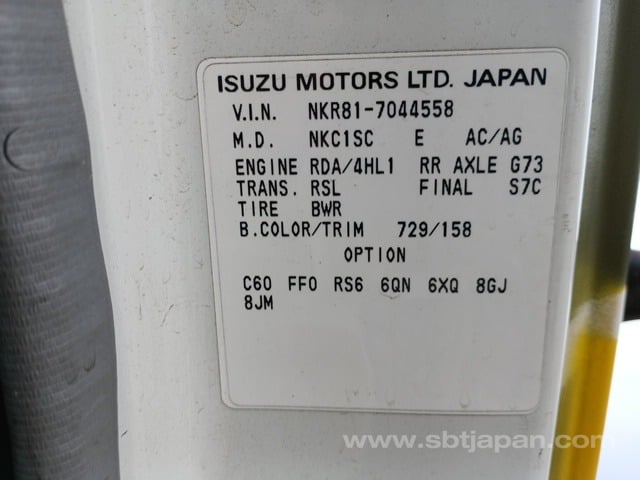 ISUZU MOTORS LTD. JAPAN
V.I.N. NKR81-7044558
M.D. NKC1SC E AC/AG
ENGINE RDA/4HL1 RR AXLE G73
TRANS. RSL FINAL S7C
TIRE BWR
B.COLOR/TRIM 729/158
OPTION
C60 FFO RS6 6QN 6XQ 8GJ
8JM
www.sbtjapan.com